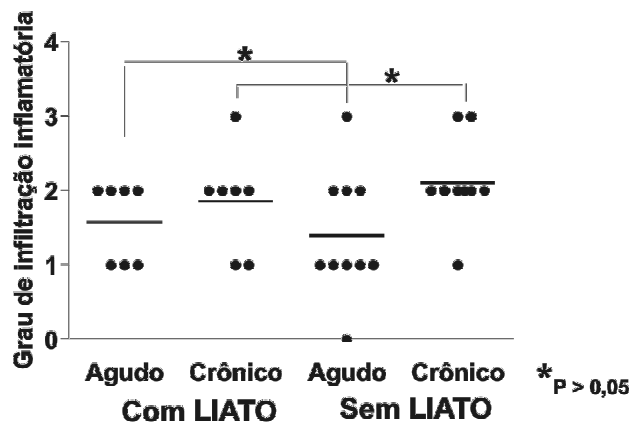 Grau de infiltração inflamatória
4
3
2
1
0
*
*
Agudo Crônico Agudo Crônico
Com LIATO Sem LIATO
*P > 0,05